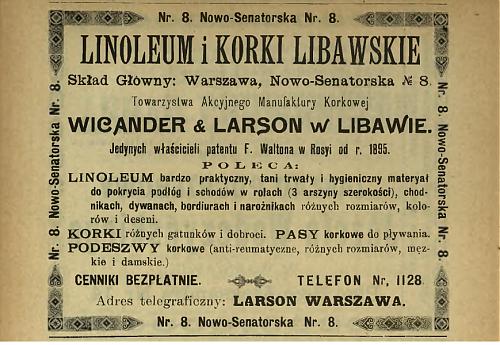 Nr. 8. Nowo-Senatorska Nr. 8.
LINOLEUM i KORKI LIBAWSKIE
Skład Główny: Warszawa, Nowo-Senatorska № 8.
Towarzystwa Akcyjnego Manufaktury Korkowej
WICANDER & LARSON W LIBAWIE.
Jedynych właścicieli patentu F. Waltona w Rosyi od r. 1895.
POLECA:
LINOLEUM bardzo praktyczny, tani trwały i hygieniczny materyał
do pokrycia podłóg i schodów w rolach (3 arszyny szerokości), chod-
nikach, dywanach, bordiurach i narożnikach różnych rozmiarów, kolo-
rów i deseni.
KORKI różnych gatunków i dobroci. PASY korkowe do pływania.
PODESZWY korkowe (anti-reumatyczne, różnych rozmiarów, męz-
kie i damskie.)
CENNIKI BEZPŁATNIE. TELEFON Nr, 1128.
Adres telegraficzny: LARSON WARSZAWA.
Nr. 8. Nowo-Senatorska Nr. 8.
Nr. 8. Nowo-Senatorska Nr. 8.
Nr. 8. Nowo-Senatorska Nr. 8.